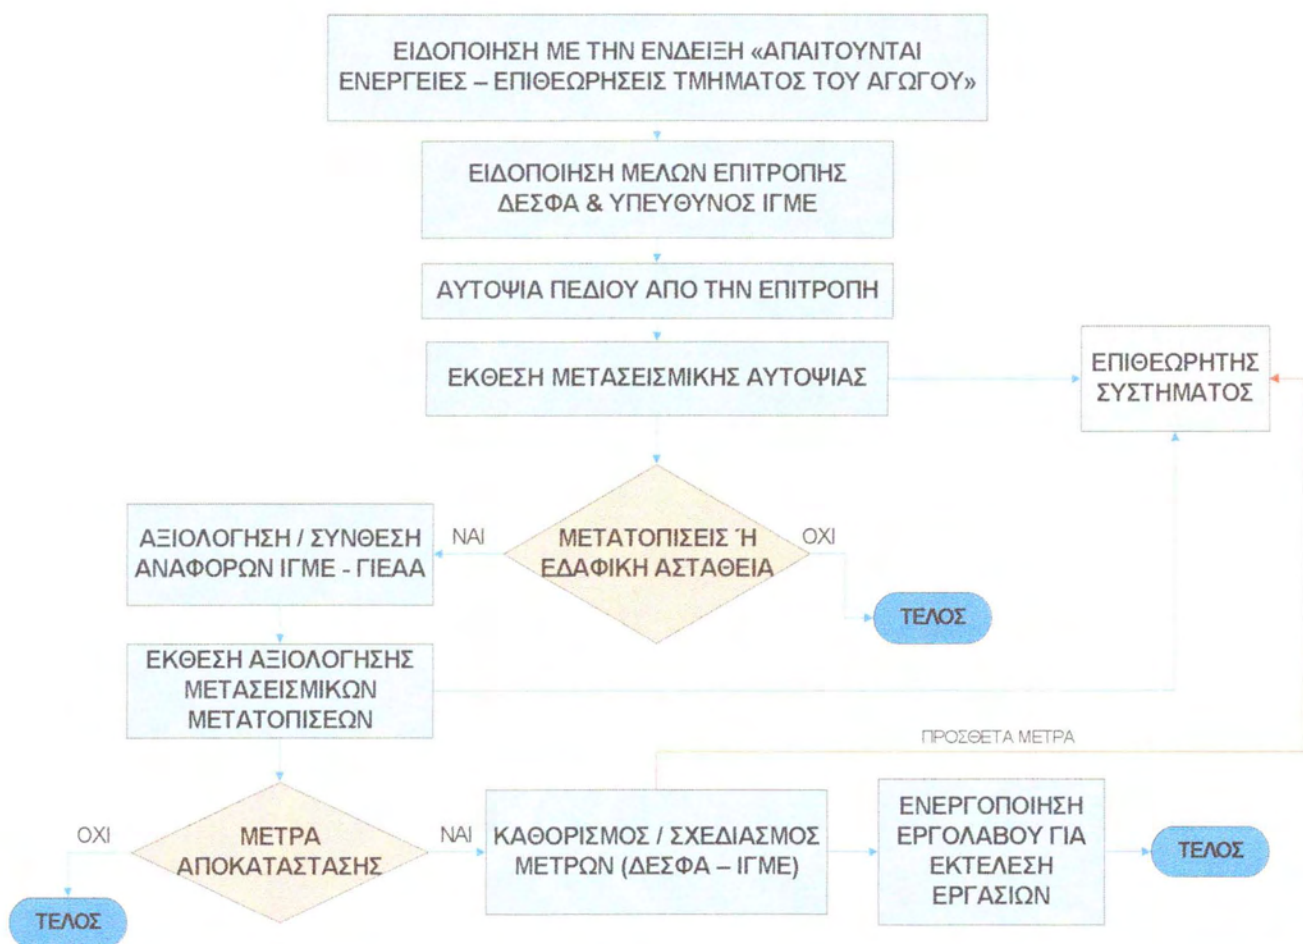 ΕΙΔΟΠΟΙΗΣΗ ΜΕ ΤΗΝ ΕΝΔΕΙΞΗ «ΑΠΑΙΤΟΥΝΤΑΙ
ΕΝΕΡΓΕΙΕΣ – ΕΠΙΘΕΩΡΗΣΕΙΣ ΤΜΗΜΑΤΟΣ ΤΟΥ ΑΓΩΓΟΥ»
ΕΙΔΟΠΟΙΗΣΗ ΜΕΛΩΝ ΕΠΙΤΡΟΠΗΣ
ΔΕΣΦΑ & ΥΠΕΥΘΥΝΟΣ ΙΓΜΕ
ΑΥΤΟΨΙΑ ΠΕΔΙΟΥ ΑΠΟ ΤΗΝ ΕΠΙΤΡΟΠΗ
ΕΚΘΕΣΗ ΜΕΤΑΣΕΙΣΜΙΚΗΣ ΑΥΤΟΨΙΑΣ
ΕΠΙΘΕΩΡΗΤΗΣ
ΣΥΣΤΗΜΑΤΟΣ
ΑΞΙΟΛΟΓΗΣΗ / ΣΥΝΘΕΣΗ
ΑΝΑΦΟΡΩΝ ΙΓΜΕ - ΓΙΕΑΑ
ΝΑΙ
ΜΕΤΑΤΟΠΙΣΕΙΣ Ή
ΕΔΑΦΙΚΗ ΑΣΤΑΘΕΙΑ
ΟΧΙ
ΤΕΛΟΣ
ΕΚΘΕΣΗ ΑΞΙΟΛΟΓΗΣΗΣ
ΜΕΤΑΣΕΙΣΜΙΚΩΝ
ΜΕΤΑΤΟΠΙΣΕΩΝ
ΠΡΟΣΘΕΤΑ ΜΕΤΡΑ
ΟΧΙ
ΜΕΤΡΑ
ΑΠΟΚΑΤΑΣΤΑΣΗΣ
ΝΑΙ
ΚΑΘΟΡΙΣΜΟΣ / ΣΧΕΔΙΑΣΜΟΣ
ΜΕΤΡΩΝ (ΔΕΣΦΑ – ΙΓΜΕ)
ΕΝΕΡΓΟΠΟΙΗΣΗ
ΕΡΓΟΛΑΒΟΥ ΓΙΑ
ΕΚΤΕΛΕΣΗ
ΕΡΓΑΣΙΩΝ
ΤΕΛΟΣ
ΤΕΛΟΣ